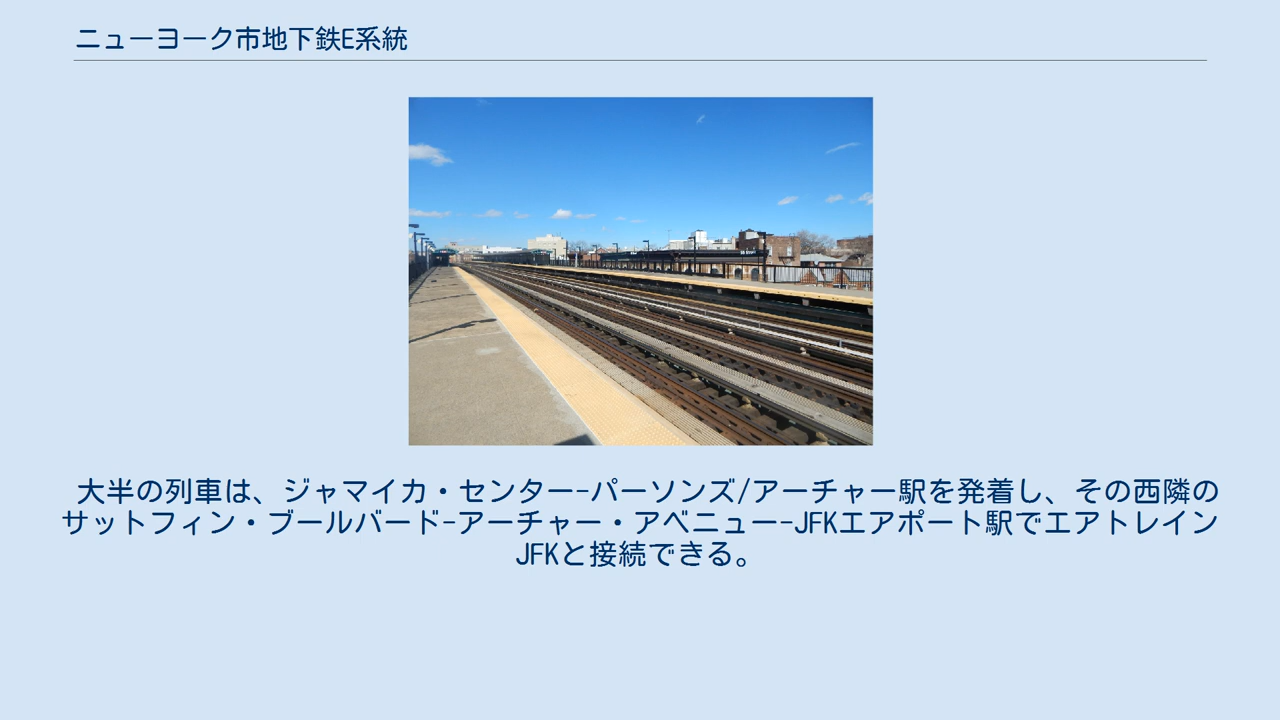 ニューヨーク市地下鉄E系統
大半の列車は、ジャマイカ・センター-パーソンズ/アーチャー駅を発着し、その西隣の
サットフィン・ブールバード-アーチャー・アベニュー-JFKエアポート駅でエアトレイン
JFKと接続できる。